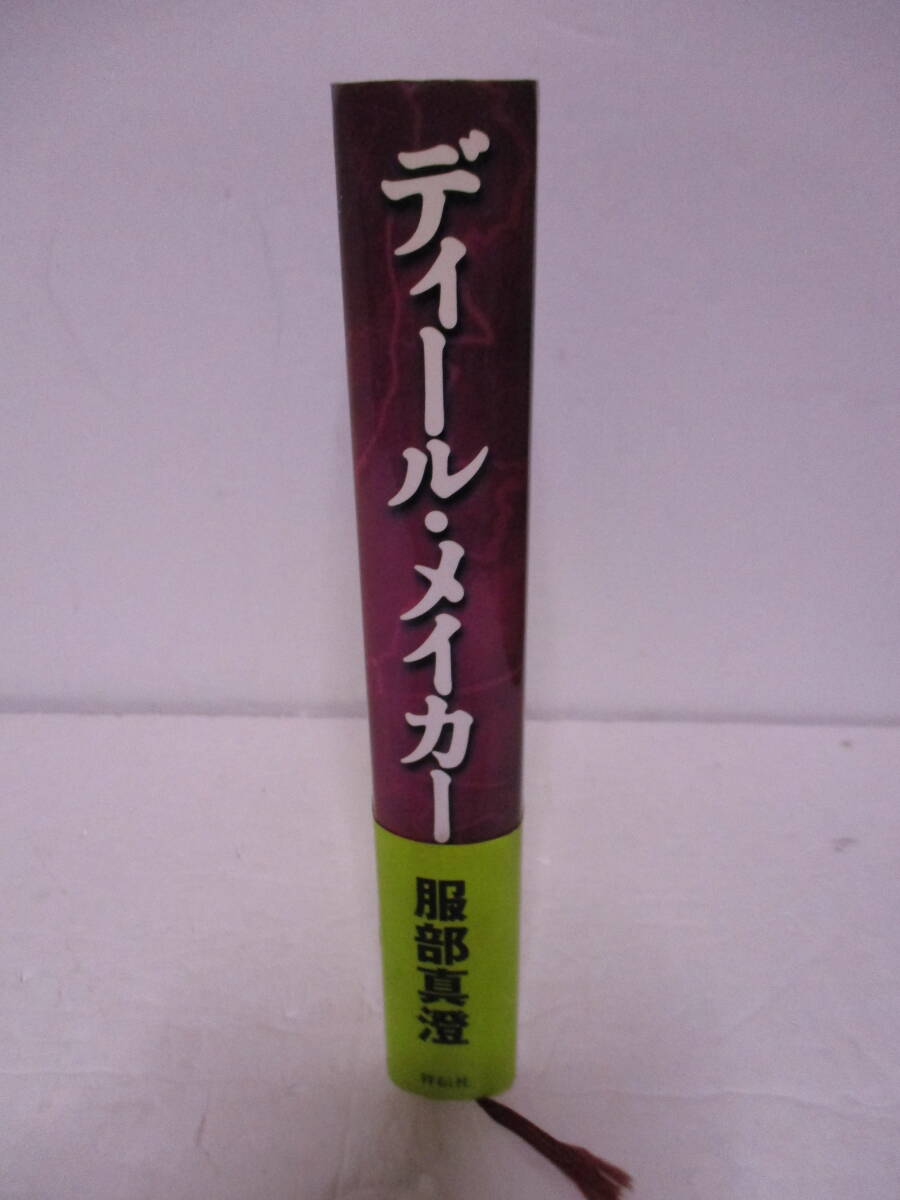 ディール・メイカー
服部真澄
祥伝社